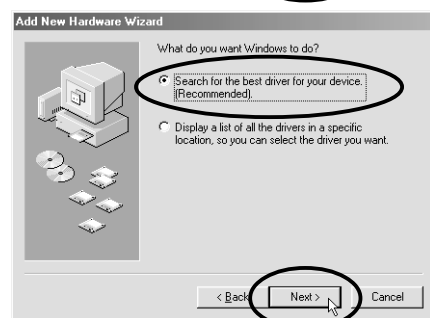 Add New Hardware Wizard
What do you want Windows to do?
Search for the best driver for your device.
(Recommended).
Display a list of all the drivers in a specific
location, so you can select the driver you want.
< Back
Next >
Cancel